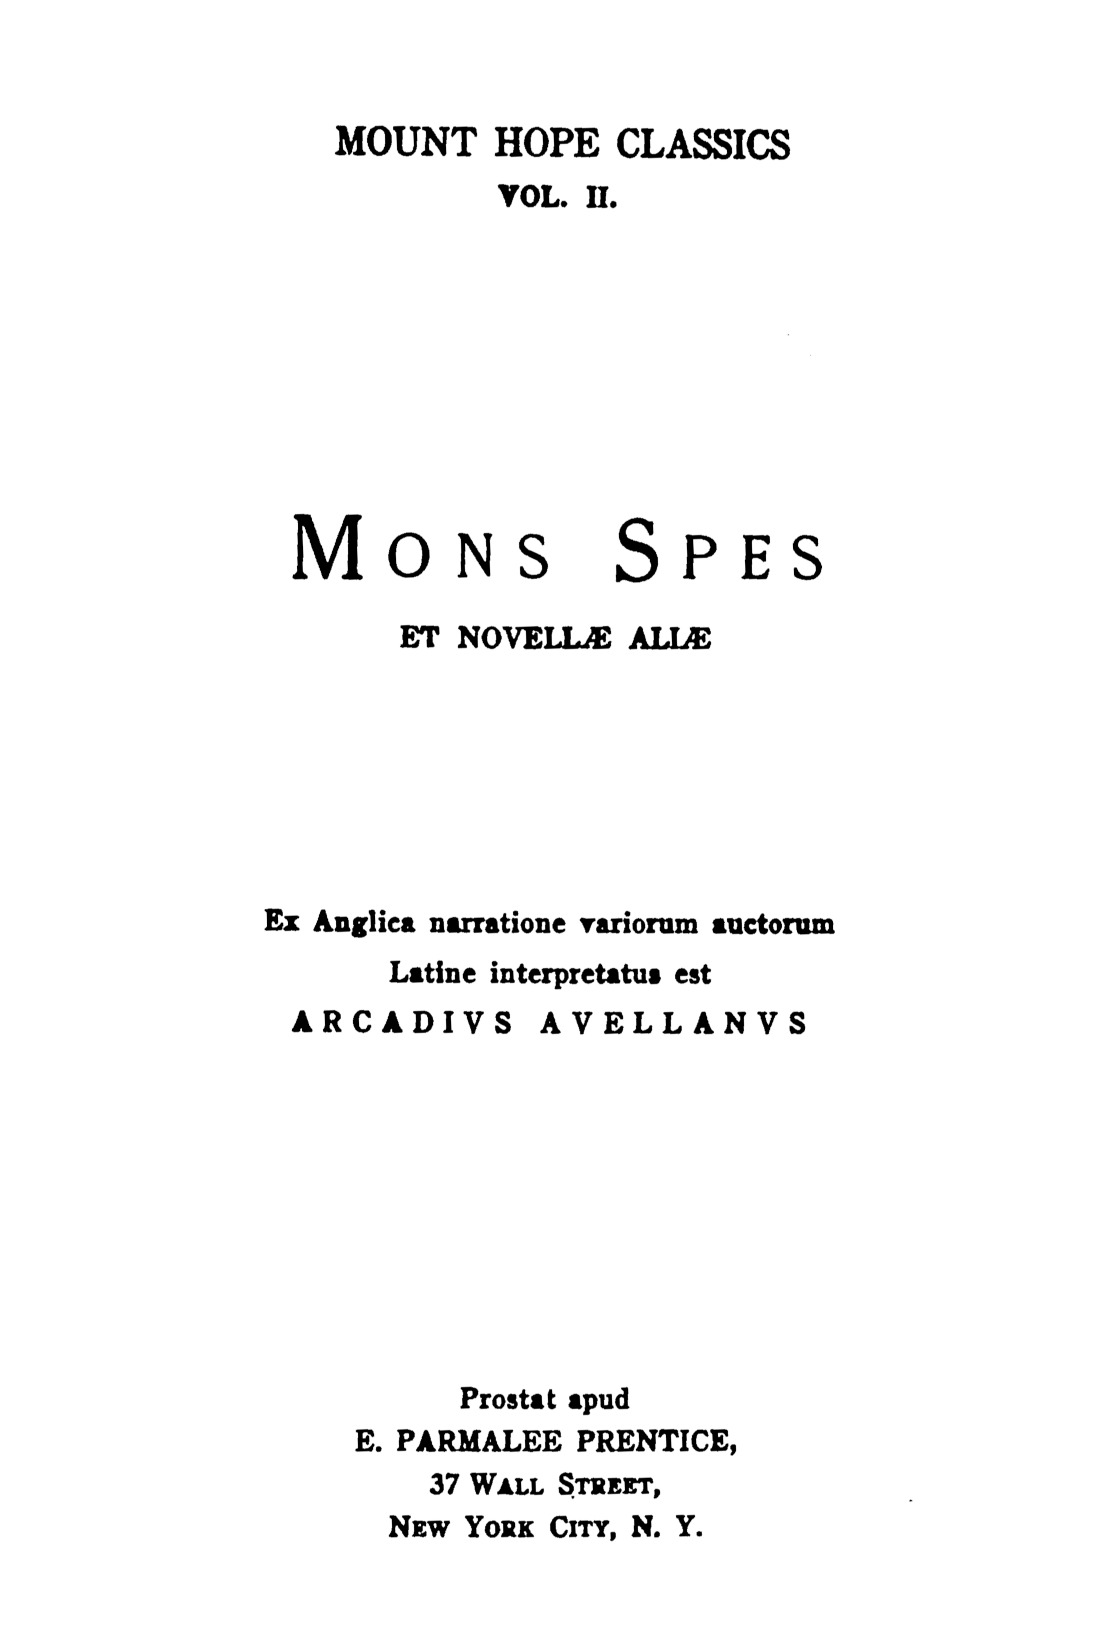 MOUNT HOPE CLASSICS
VOL. II.
MONS SPES
ET NOVELLÆ ALIÆ
Ex Anglica narratione variorum auctorum
Latine interpretatus est
ARCADIVS AVELLANVS
Prostat apud
E. PARMALEE PRENTICE,
37 WALL STREET,
NEW YORK CITY, N. Y.